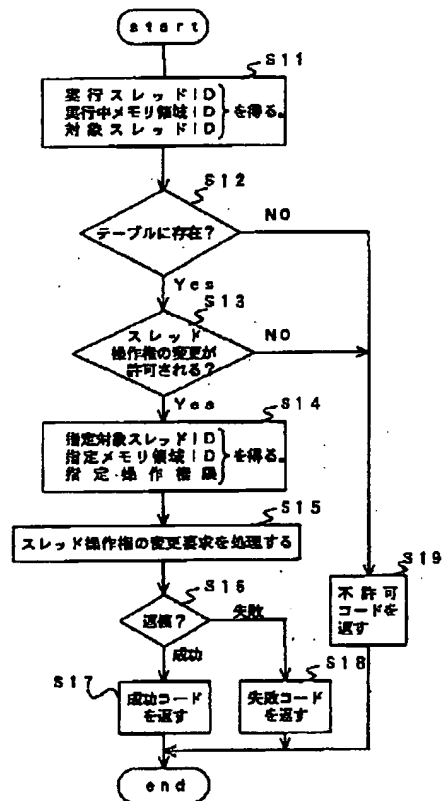 start
S11
実行スレッドID
実行中メモリ領域ID
対象スレッドID
を得る。
S12
テーブルに存在？
NO
Yes
S13
スレッド
操作権の変更が
許可される？
NO
Yes
S14
指定対象スレッドID
指定メモリ領域ID
指定操作権限
を得る。
S15
スレッド操作権の変更要求を処理する
S16
返値？
失敗
成功
S19
不許可
コードを
返す
S17
成功コード
を返す
S18
失敗コード
を返す
end